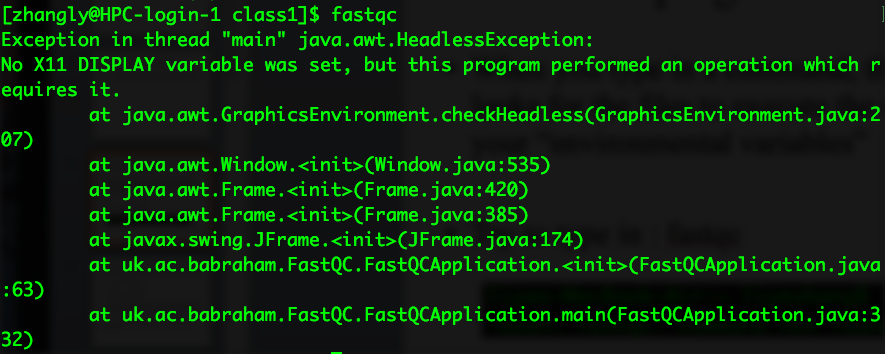 [zhangly@HPC-login-1 class1]$ fastqc
Exception in thread "main" java.awt.HeadlessException:
No X11 DISPLAY variable was set, but this program performed an operation which r
equires it.
        at java.awt.GraphicsEnvironment.checkHeadless(GraphicsEnvironment.java:2
07)
        at java.awt.Window.<init>(Window.java:535)
        at java.awt.Frame.<init>(Frame.java:420)
        at java.awt.Frame.<init>(Frame.java:385)
        at javax.swing.JFrame.<init>(JFrame.java:174)
        at uk.ac.babraham.FastQC.FastQCApplication.<init>(FastQCApplication.java
:63)
        at uk.ac.babraham.FastQC.FastQCApplication.main(FastQCApplication.java:3
32)